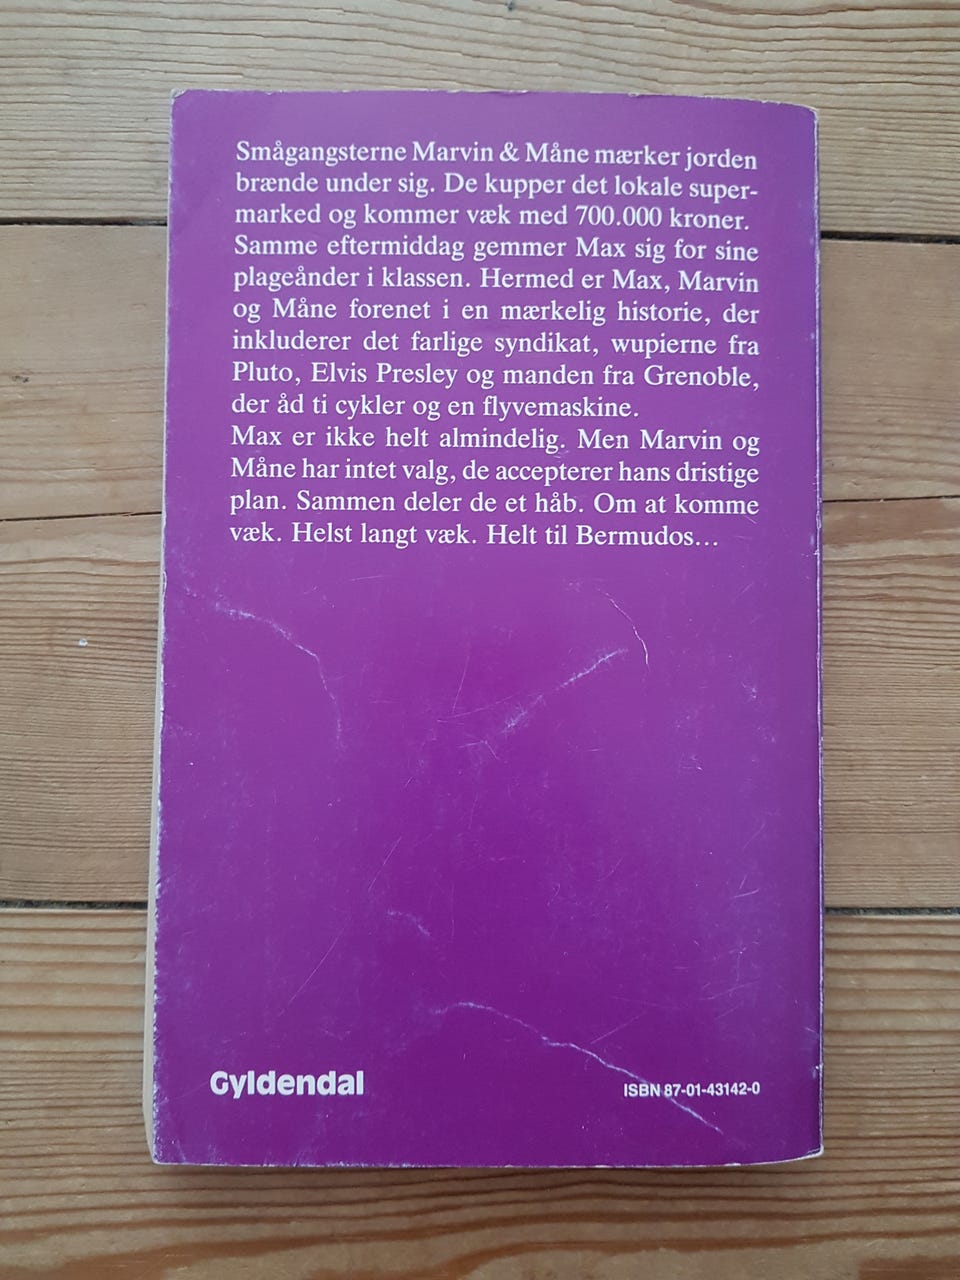 Smågangsterne Marvin & Måne mærker jorden
brænde under sig. De kupper det lokale super-
marked og kommer væk med 700.000 kroner.
Samme eftermiddag gemmer Max sig for sine
plageånder i klassen. Hermed er Max, Marvin
og Måne forenet i en mærkelig historie, der
inkluderer det farlige syndikat, wupierne fra
Pluto, Elvis Presley og manden fra Grenoble,
der åd ti cykler og en flyvemaskine.
Max er ikke helt almindelig. Men Marvin og
Måne har intet valg, de accepterer hans dristige
plan. Sammen deler de et håb. Om at komme
væk. Helst langt væk. Helt til Bermudos...
Gyldendal
ISBN 87-01-43142-0